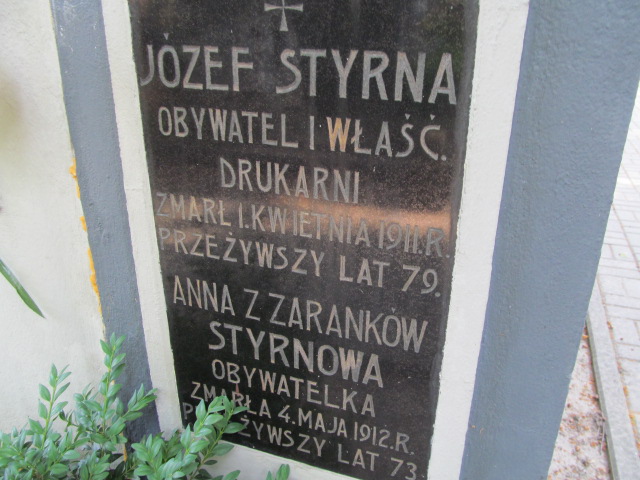 JÓZEF STYRNA
OBYWATEL I WŁAŚĆ.
DRUKARNI
ZMARŁ 1. KWIETNIA 1911.R.
PRZEŻYWSZY LAT 79.
ANNA Z ZARANKÓW
STYRNOWA
OBYWATELKA
ZMARŁA 4. MAJA 1912.R.
PRZEŻYWSZY LAT 73.